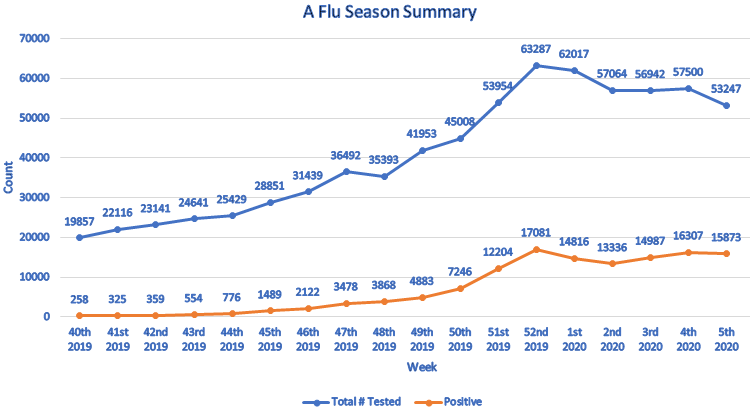 A Flu Season Summary
70000
60000
50000
40000
30000
20000
10000
0
Count
19857 22116 23141 24641 25429 28851 31439 36492 35393 41953 45008 53954 63287 62017 57064 56942 57500 53247
258 325 359 554 776 1489 2122 3478 3868 4883 7246 12204 17081 14816 13336 14987 16307 15873
40th 41st 42nd 43rd 44th 45th 46th 47th 48th 49th 50th 51st 52nd 1st 2nd 3rd 4th 5th
2019 2019 2019 2019 2019 2019 2019 2019 2019 2019 2019 2019 2019 2020 2020 2020 2020 2020
Week
Total # Tested Positive